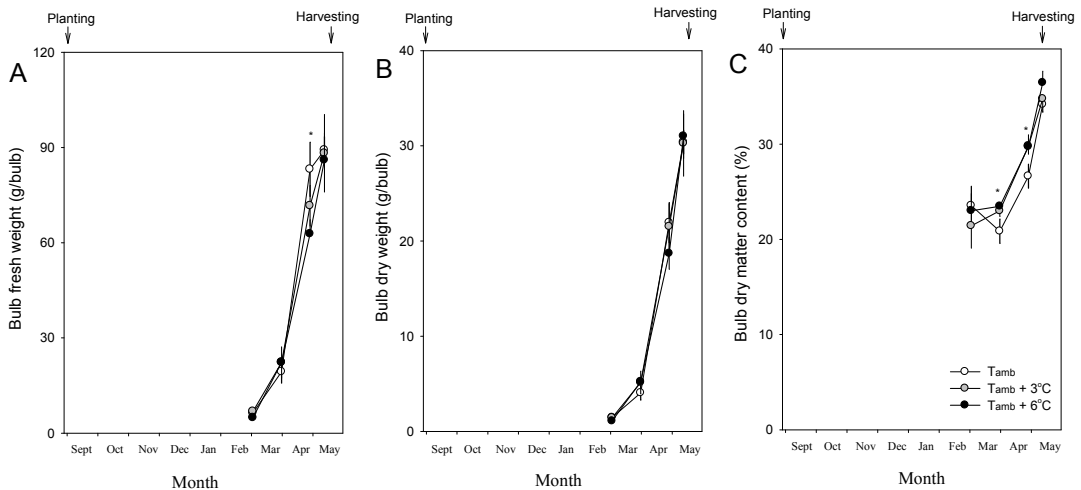 Planting
Harvesting
A
Bulb fresh weight (g/bulb)
120
90
60
30
0
*
Sept Oct Nov Dec Jan Feb Mar Apr May
Month
Planting
Harvesting
B
Bulb dry weight (g/bulb)
40
30
20
10
0
Sept Oct Nov Dec Jan Feb Mar Apr May
Month
Planting
Harvesting
C
Bulb dry matter content (%)
40
30
20
10
0
*
*
Tamb
Tamb + 3°C
Tamb + 6°C
Sept Oct Nov Dec Jan Feb Mar Apr May
Month